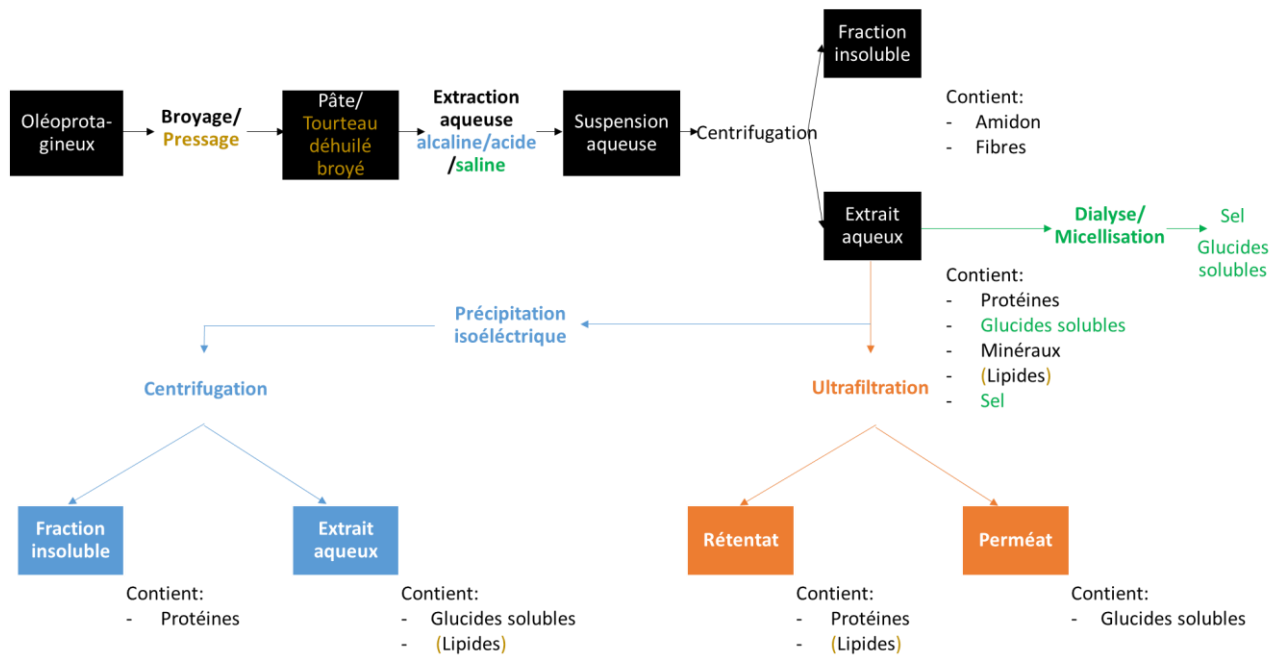 Oléoprota-
gineux
Broyage/
Pressage
Pâte/
Tourteau
déhuilé
broyé
Extraction
aqueuse
alcaline/acide
/saline
Suspension
aqueuse
Centrifugation
Fraction
insoluble
Contient:
- Amidon
- Fibres
Extrait
aqueux
Dialyse/
Micellisation
Sel
Glucides
solubles
Contient:
- Protéines
- Glucides solubles
- Minéraux
- (Lipides)
- Sel
Précipitation
isoéléctrique
Centrifugation
Ultrafiltration
Fraction
insoluble
Contient:
- Protéines
Extrait
aqueux
Contient:
- Glucides solubles
- (Lipides)
Rétentat
Contient:
- Protéines
- (Lipides)
Perméat
Contient:
- Glucides solubles